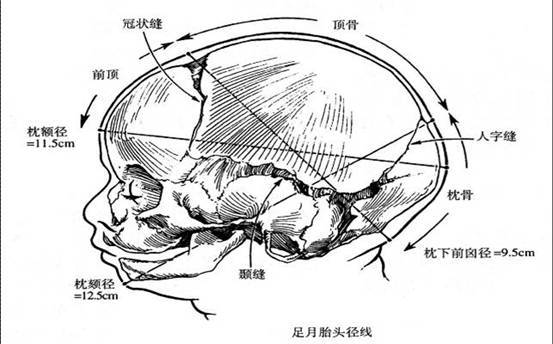 冠状缝
顶骨
前顶
枕额径
=11.5cm
人字缝
枕骨
枕下前囟径=9.5cm
颞缝
枕颏径
=12.5cm
足月胎头径线